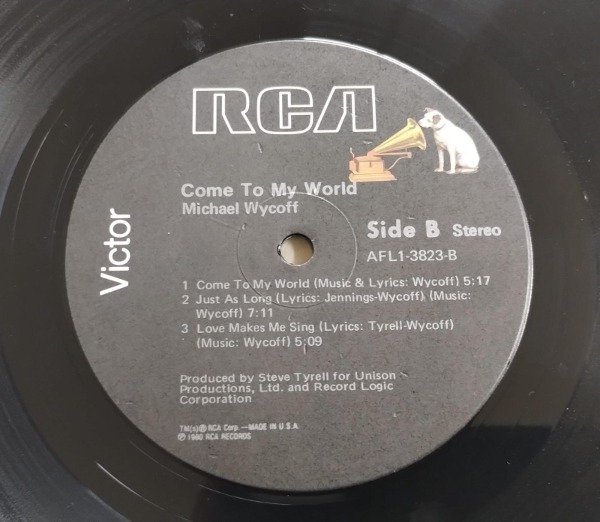 RCA
Come To My World
Michael Wycoff
Side B Stereo
AFL1-3823-B
Victor
1 Come To My World (Music & Lyrics: Wycoff) 5:17
2 Just As Long (Lyrics: Jennings-Wycoff) (Music:
Wycoff) 7:11
3 Love Makes Me Sing (Lyrics: Tyrell-Wycoff)
(Music: Wycoff) 5:09
Produced by Steve Tyrell for Unison
Productions, Ltd. and Record Logic
Corporation
TM(s)® RCA Corp.—MADE IN U.S.A.
℗ 1980 RCA RECORDS